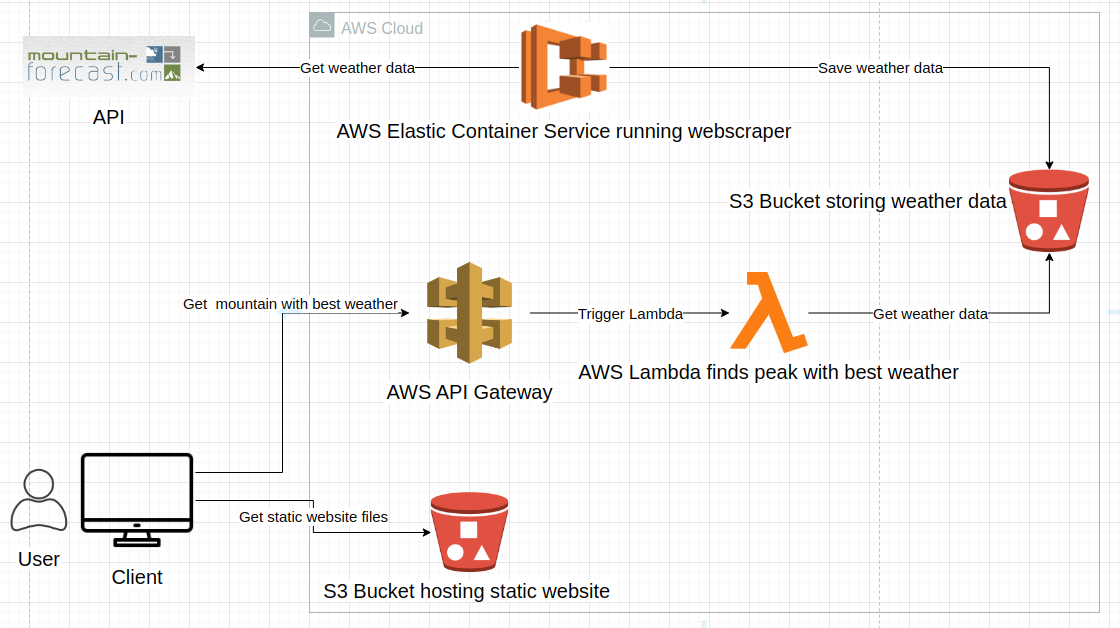 AWS Cloud
mountain-
forecast.com
Get weather data
Save weather data
API
AWS Elastic Container Service running webscraper
S3 Bucket storing weather data
Get  mountain with best weather
Trigger Lambda
Get weather data
AWS Lambda finds peak with best weather
AWS API Gateway
Get static website files
User
Client
S3 Bucket hosting static website